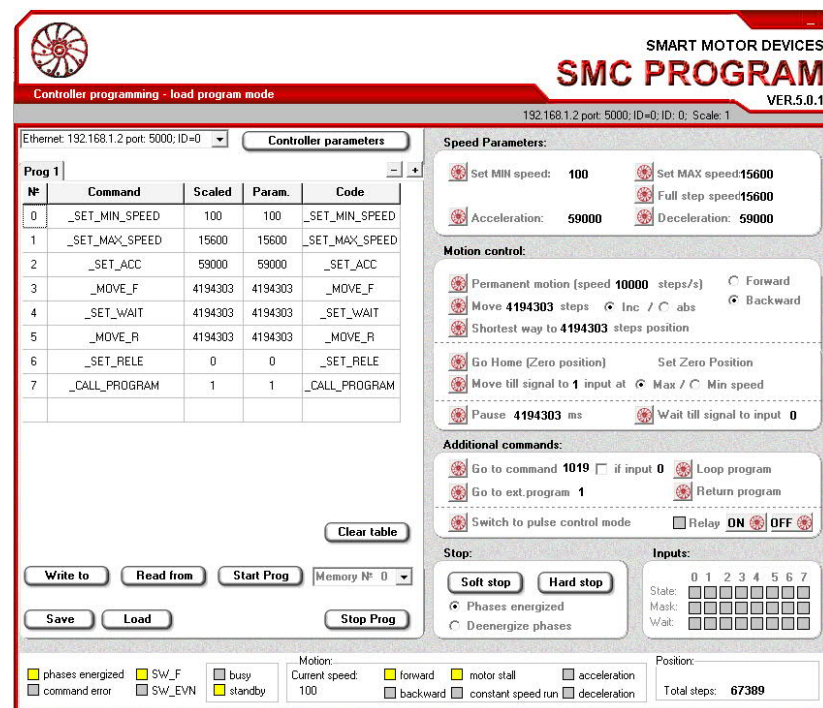 SMART MOTOR DEVICES
SMC PROGRAM
Controller programming - load program mode
VER.5.0.1
192.168.1.2 port: 5000; ID=0; ID: 0; Scale: 1
Ethernet: 192.168.1.2 port: 5000; ID=0
Controller parameters
Prog 1
- +
№ Command Scaled Param. Code
0 _SET_MIN_SPEED 100 100 _SET_MIN_SPEED
1 _SET_MAX_SPEED 15600 15600 _SET_MAX_SPEED
2 _SET_ACC 59000 59000 _SET_ACC
3 _MOVE_F 4194303 4194303 _MOVE_F
4 _SET_WAIT 4194303 4194303 _SET_WAIT
5 _MOVE_R 4194303 4194303 _MOVE_R
6 _SET_RELE 0 0 _SET_RELE
7 _CALL_PROGRAM 1 1 _CALL_PROGRAM
Clear table
Write to Read from Start Prog Memory № 0
Save Load Stop Prog
Speed Parameters:
Set MIN speed: 100 Set MAX speed: 15600
Full step speed 15600
Acceleration: 59000 Deceleration: 59000
Motion control:
Permanent motion (speed 10000 steps/s) Forward
Move 4194303 steps Inc / abs Backward
Shortest way to 4194303 steps position
Go Home (Zero position) Set Zero Position
Move till signal to 1 input at Max / Min speed
Pause 4194303 ms Wait till signal to input 0
Additional commands:
Go to command 1019 if input 0 Loop program
Go to ext.program 1 Return program
Switch to pulse control mode Relay ON OFF
Stop:
Soft stop Hard stop
Phases energized
Deenergize phases
Inputs:
0 1 2 3 4 5 6 7
State:
Mask:
Wait:
phases energized SW_F busy
command error SW_EVN standby
Motion:
Current speed: forward motor stall acceleration
100 backward constant speed run deceleration
Position:
Total steps: 67389